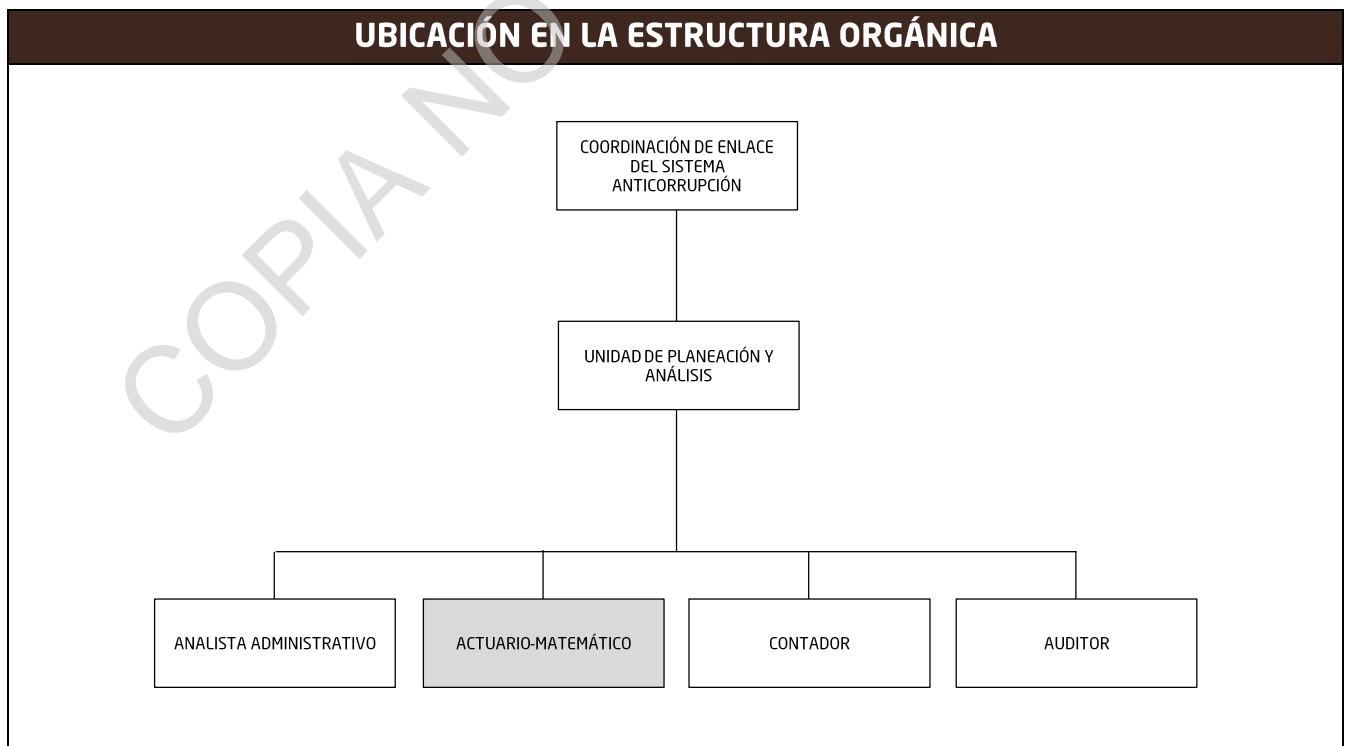 UBICACIÓN EN LA ESTRUCTURA ORGÁNICA
COORDINACIÓN DE ENLACE
DEL SISTEMA
ANTICORRUPCIÓN
UNIDAD DE PLANEACIÓN Y
ANÁLISIS
ANALISTA ADMINISTRATIVO
ACTUARIO-MATEMÁTICO
CONTADOR
AUDITOR
COPIA NO